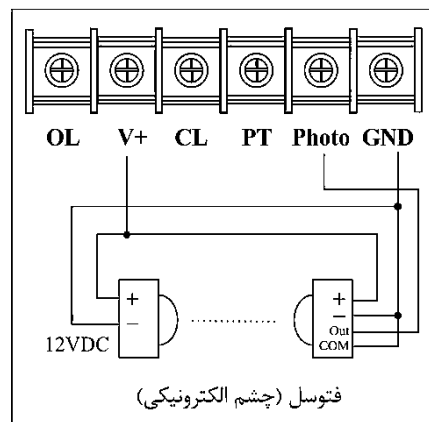 OL V+ CL PT Photo GND
+ +
− −
Out
12VDC COM
فتوسل (چشم الکترونیکی)